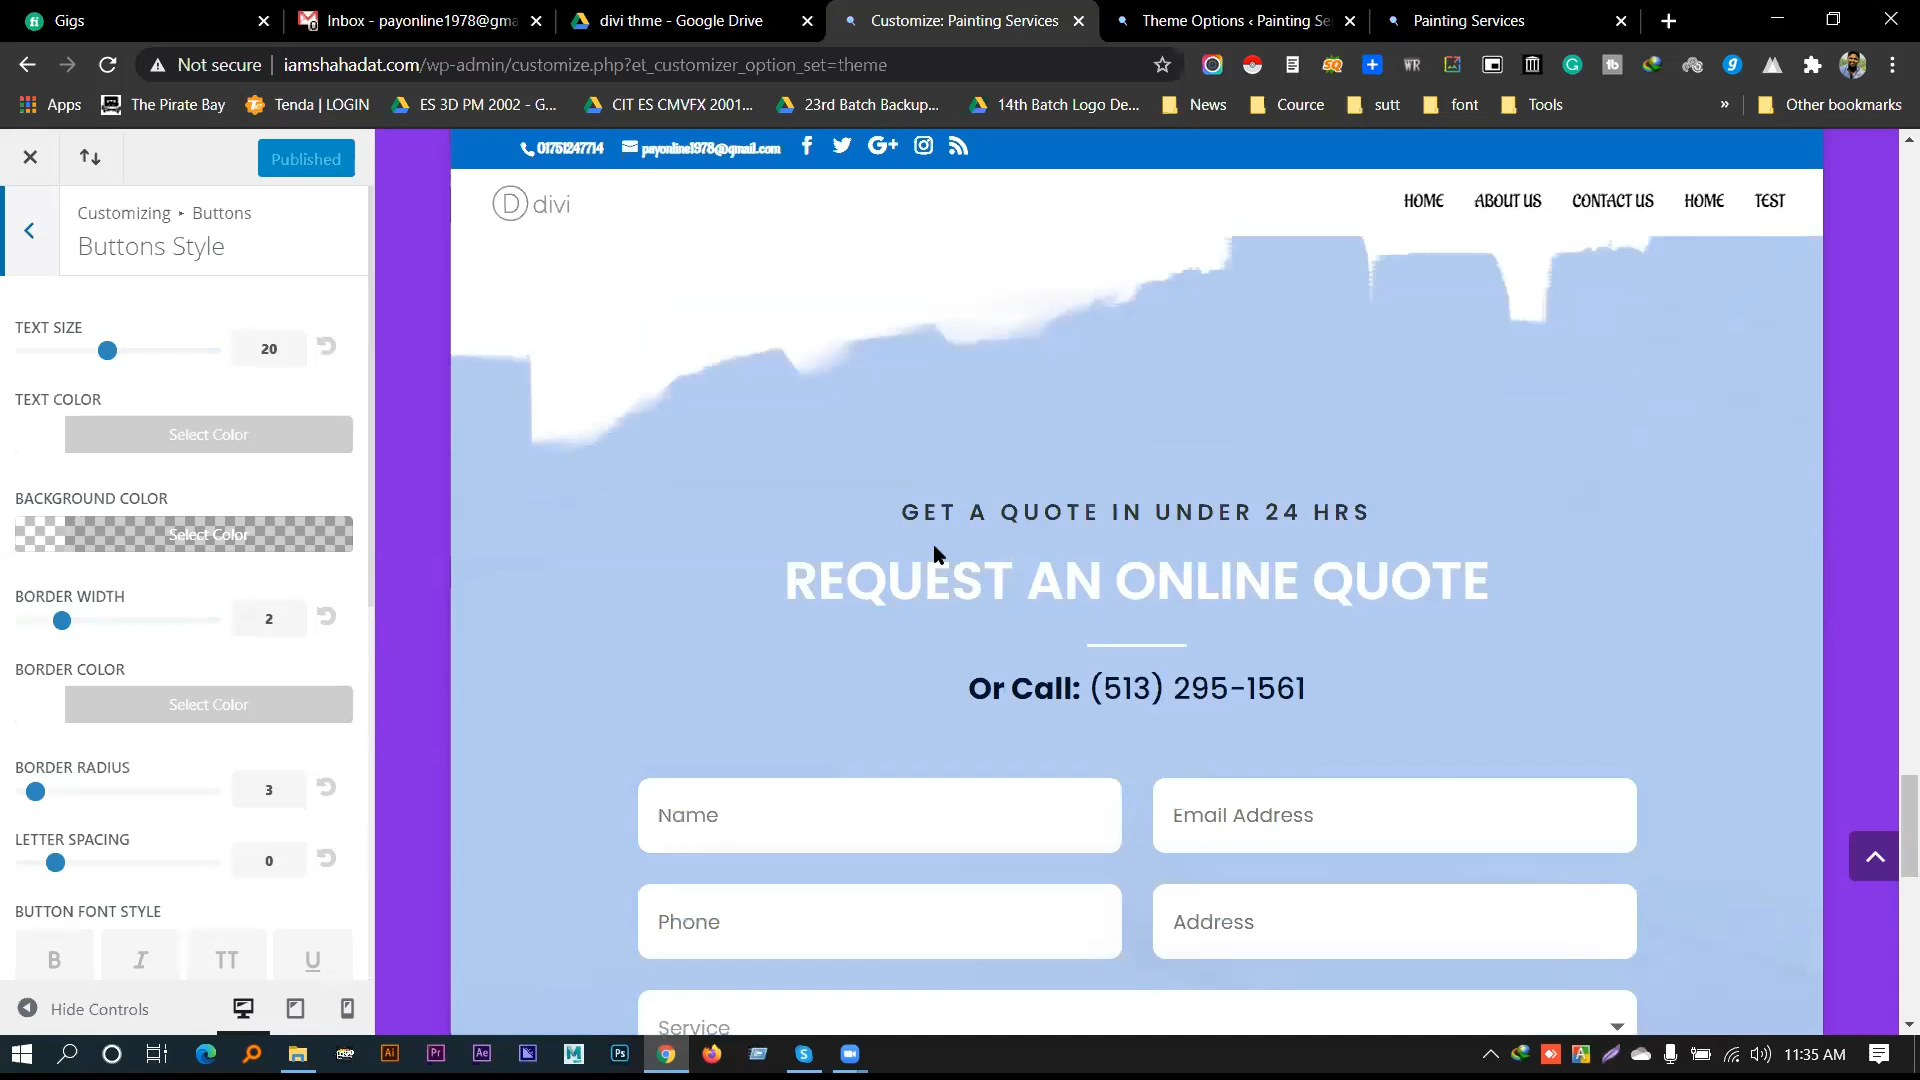 Gigs
Inbox - payonline1978@gma
divi thme - Google Drive
Customize: Painting Services
Theme Options ‹ Painting Se
Painting Services
Not secure
iamshahadat.com/wp-admin/customize.php?et_customizer_option_set=theme
Apps
The Pirate Bay
Tenda | LOGIN
ES 3D PM 2002 - G...
CIT ES CMVFX 2001...
23rd Batch Backup...
14th Batch Logo De...
News
Cource
sutt
font
Tools
»
Other bookmarks
Published
Customizing ▸ Buttons
Buttons Style
TEXT SIZE
20
TEXT COLOR
Select Color
BACKGROUND COLOR
Select Color
BORDER WIDTH
2
BORDER COLOR
Select Color
BORDER RADIUS
3
LETTER SPACING
0
BUTTON FONT STYLE
B I TT U
Hide Controls
01751247714
payonline1978@gmail.com
D divi
HOME
ABOUT US
CONTACT US
HOME
TEST
GET A QUOTE IN UNDER 24 HRS
REQUEST AN ONLINE QUOTE
Or Call: (513) 295-1561
Name
Email Address
Phone
Address
Service
11:35 AM